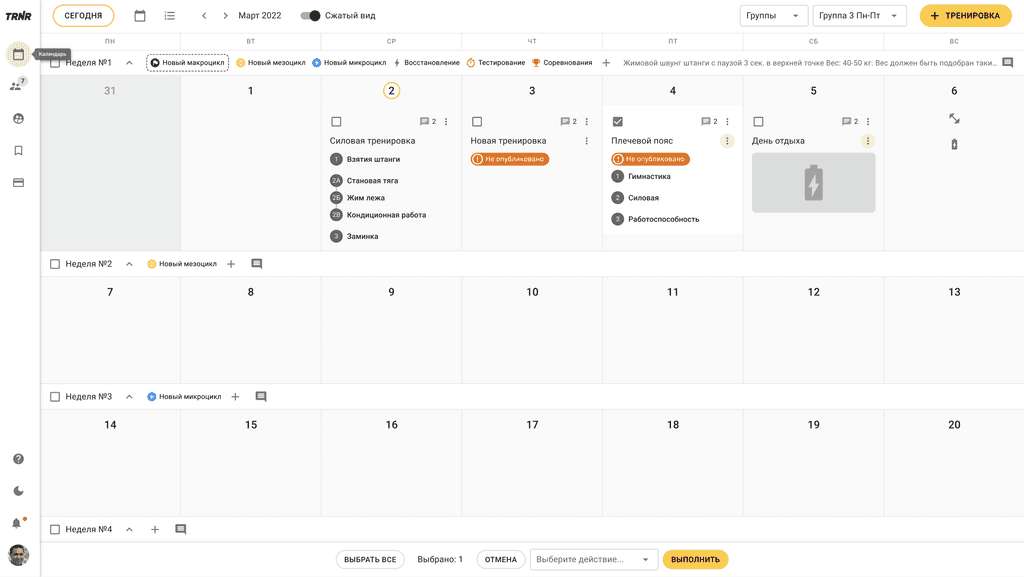 TRNR
СЕГОДНЯ
Март 2022
Сжатый вид
Группы
Группа 3 Пн-Пт
+ ТРЕНИРОВКА
ПН ВТ СР ЧТ ПТ СБ ВС
Календарь
Неделя №1
Новый макроцикл
Новый мезоцикл
Новый микроцикл
Восстановление
Тестирование
Соревнования
Жимовой швунг штанги с паузой 3 сек. в верхней точке Вес: 40-50 кг. Вес должен быть подобран таки...
7
31 1 2 3 4 5 6
2
Силовая тренировка
1 Взятия штанги
2А Становая тяга
2Б Жим лежа
2В Кондиционная работа
3 Заминка
2
Новая тренировка
Не опубликовано
2
Плечевой пояс
Не опубликовано
1 Гимнастика
2 Силовая
3 Работоспособность
2
День отдыха
Неделя №2
Новый мезоцикл
7 8 9 10 11 12 13
Неделя №3
Новый микроцикл
14 15 16 17 18 19 20
Неделя №4
ВЫБРАТЬ ВСЕ
Выбрано: 1
ОТМЕНА
Выберите действие...
ВЫПОЛНИТЬ